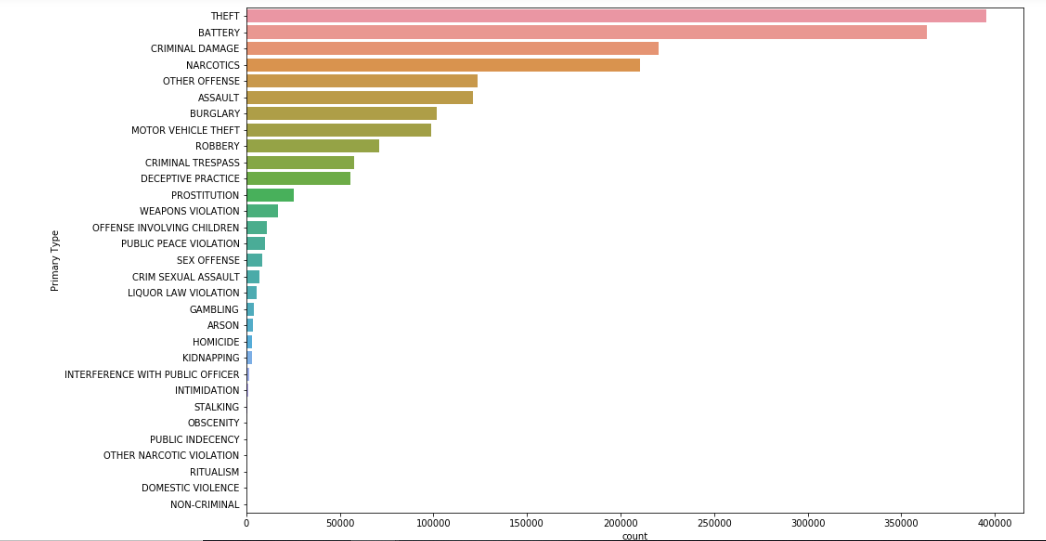 THEFT
BATTERY
CRIMINAL DAMAGE
NARCOTICS
OTHER OFFENSE
ASSAULT
BURGLARY
MOTOR VEHICLE THEFT
ROBBERY
CRIMINAL TRESPASS
DECEPTIVE PRACTICE
PROSTITUTION
WEAPONS VIOLATION
OFFENSE INVOLVING CHILDREN
PUBLIC PEACE VIOLATION
SEX OFFENSE
CRIM SEXUAL ASSAULT
LIQUOR LAW VIOLATION
GAMBLING
ARSON
HOMICIDE
KIDNAPPING
INTERFERENCE WITH PUBLIC OFFICER
INTIMIDATION
STALKING
OBSCENITY
PUBLIC INDECENCY
OTHER NARCOTIC VIOLATION
RITUALISM
DOMESTIC VIOLENCE
NON-CRIMINAL
Primary Type
0 50000 100000 150000 200000 250000 300000 350000 400000
count